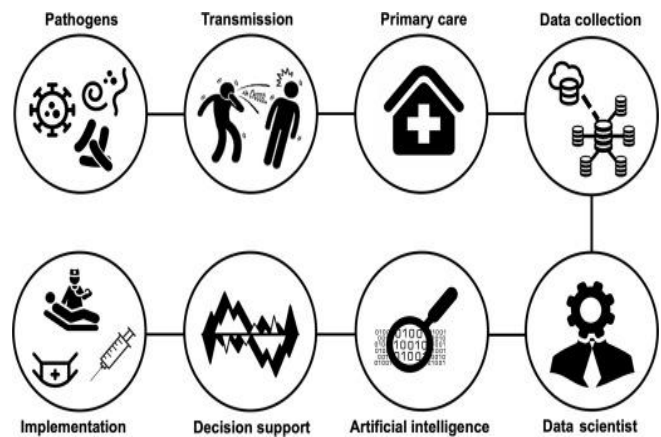 Pathogens
Transmission
Primary care
Data collection
Implementation
Decision support
Artificial intelligence
Data scientist